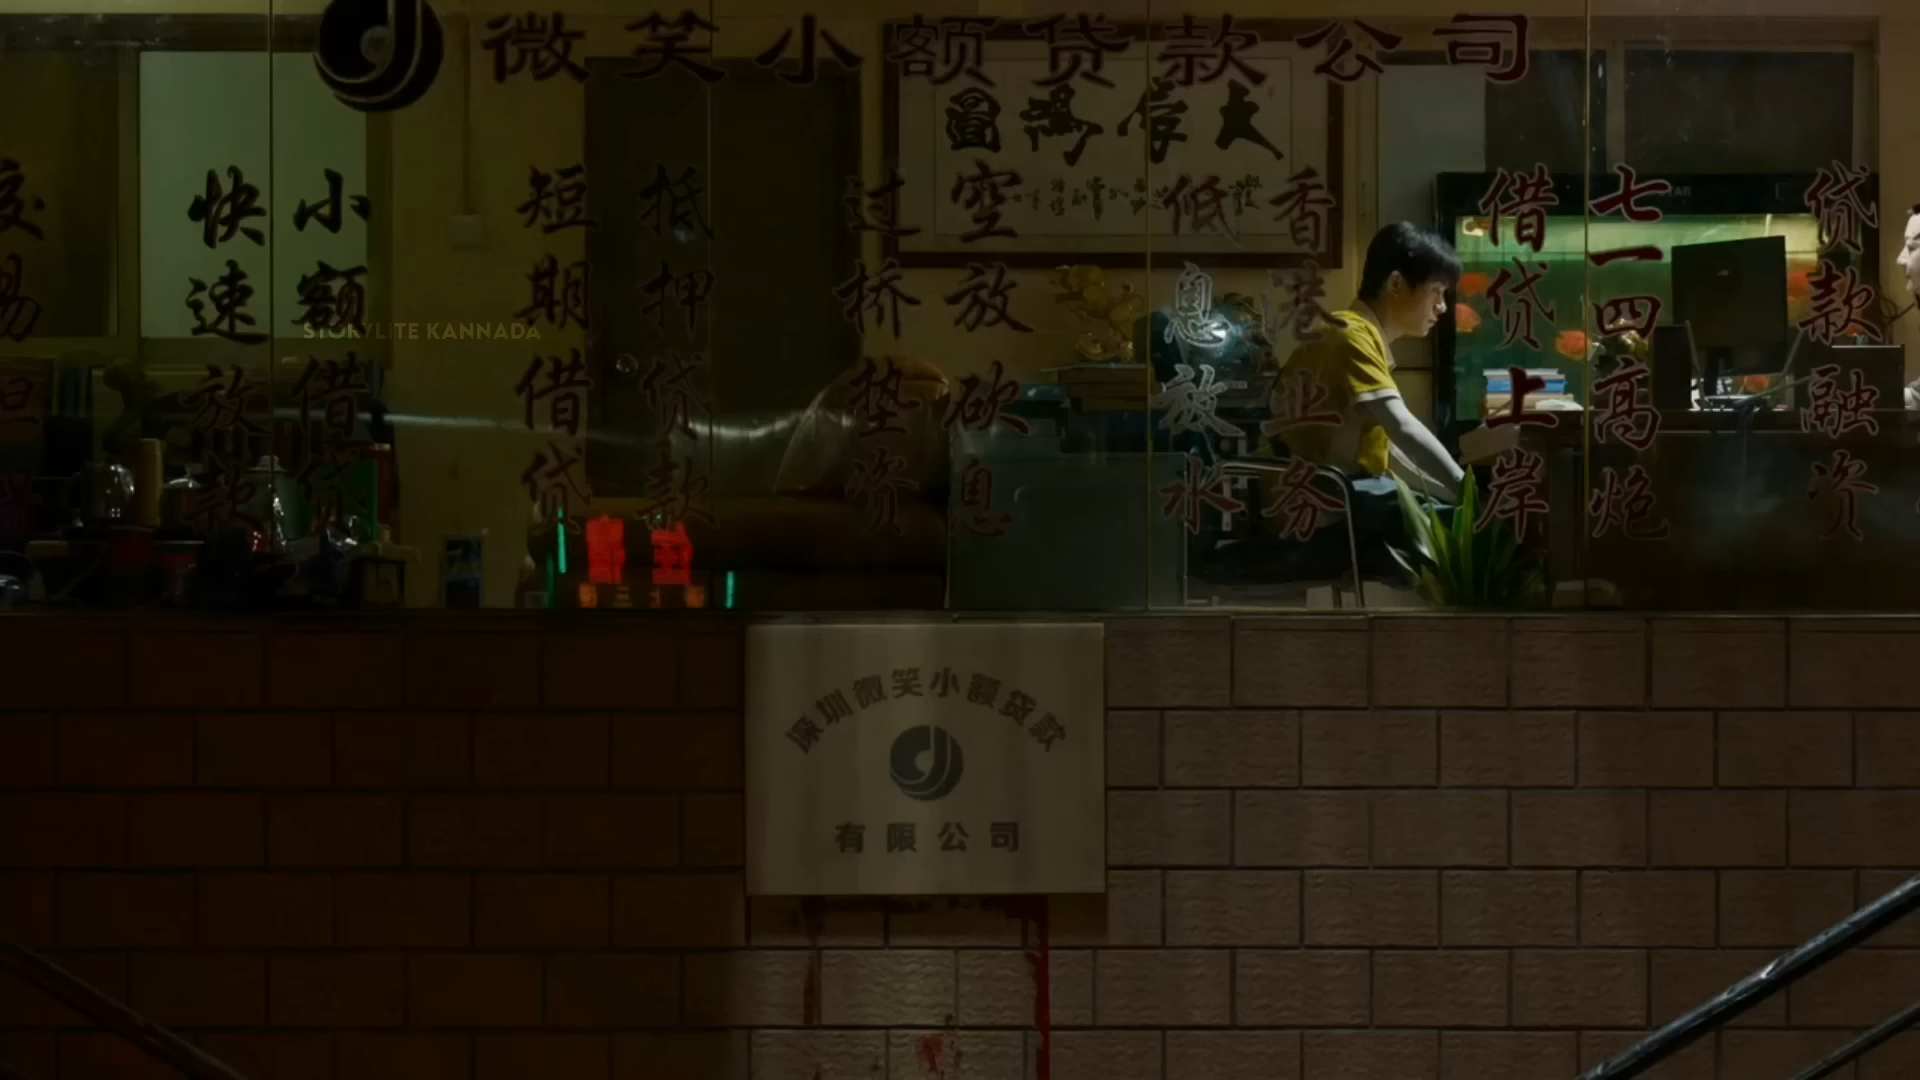 微笑小额贷款公司
大展鴻圖
快速放款
小额借贷
短期借贷
抵押贷款
过桥垫资
空放砍息
低息放水
香港业务
借贷上岸
七一四高炮
贷款融资
STORYLITE KANNADA
深圳微笑小额贷款
有限公司